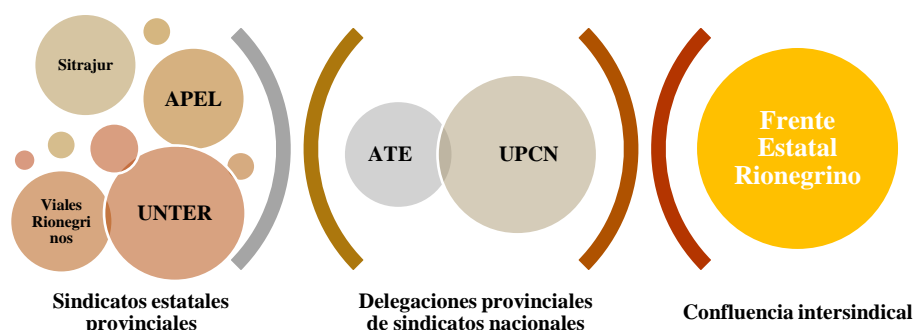 Sitrajur
APEL
Viales
Rionegri
nos
UNTER
Sindicatos estatales
provinciales
ATE
UPCN
Delegaciones provinciales
de sindicatos nacionales
Frente
Estatal
Rionegrino
Confluencia intersindical